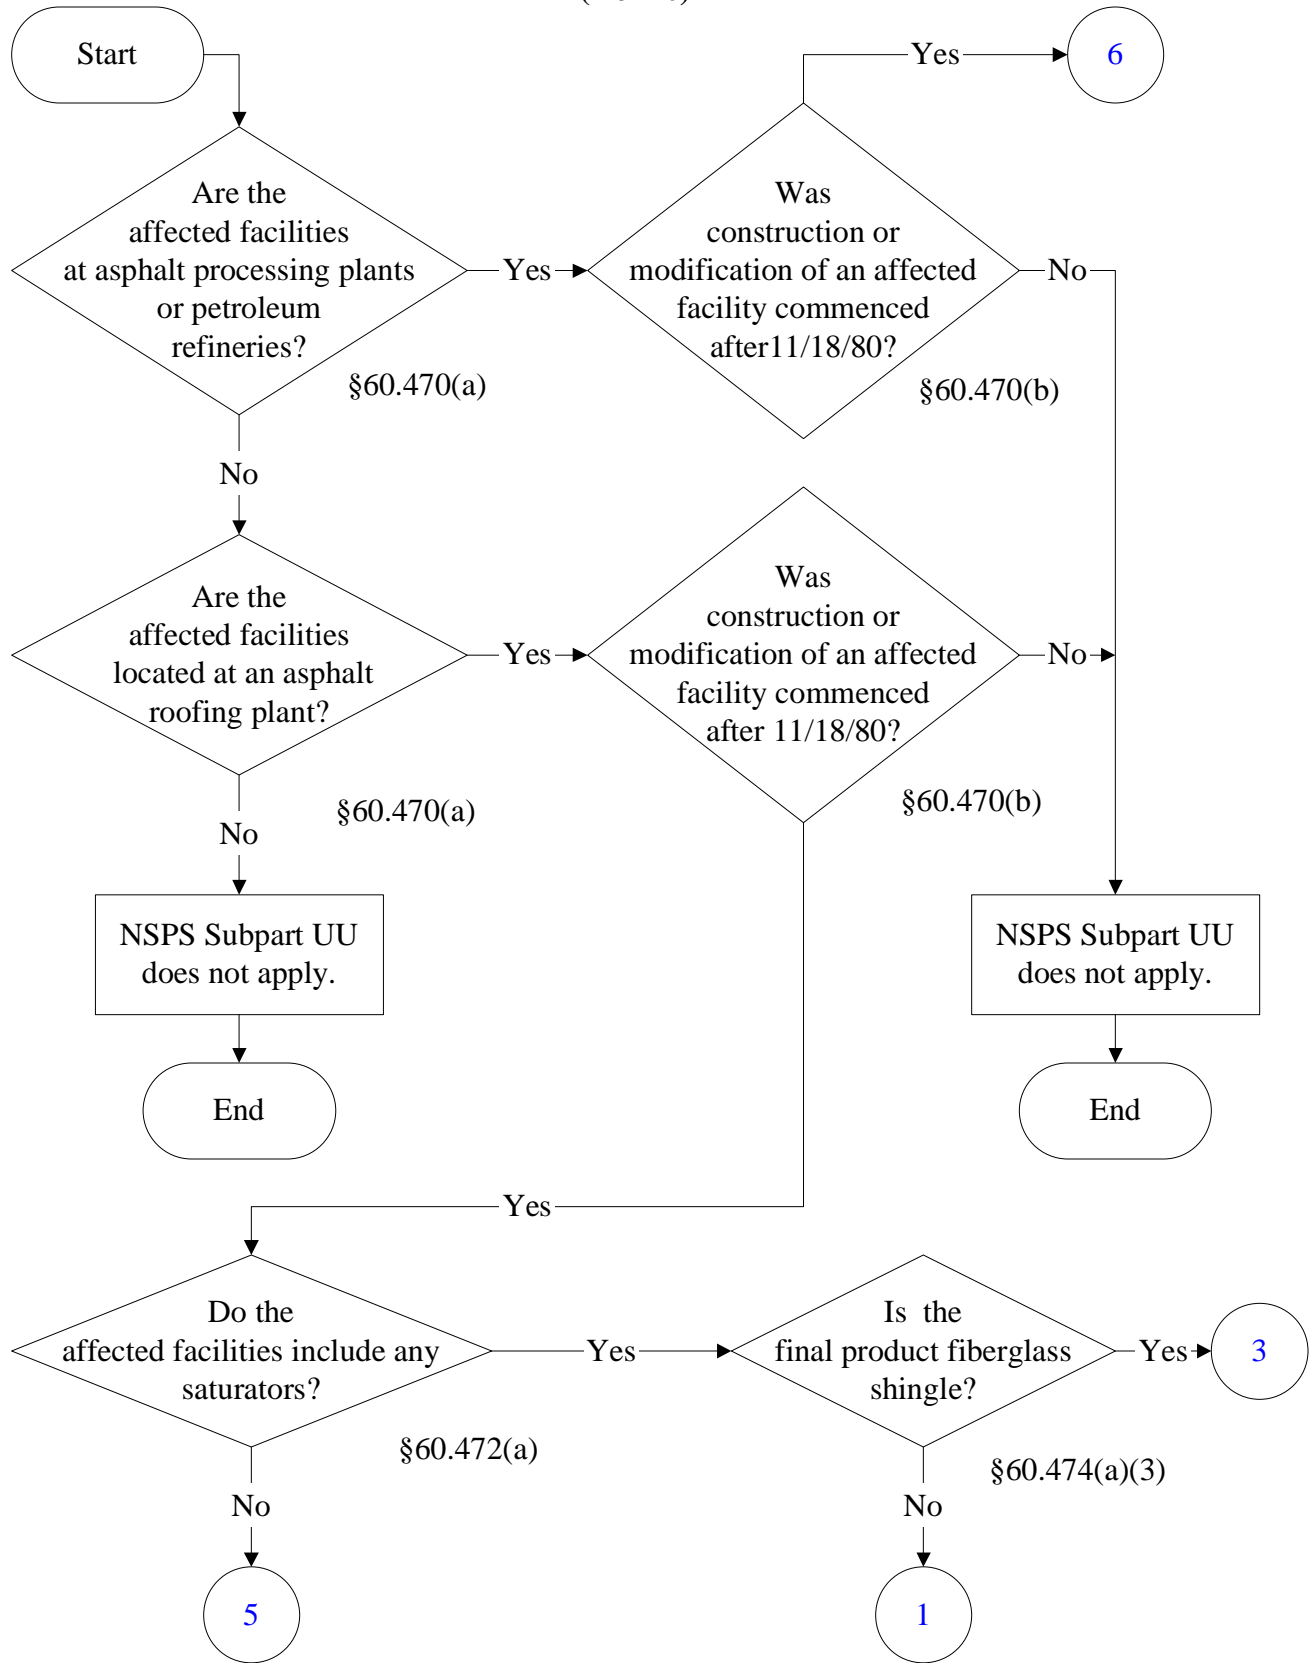 Start
Yes
6
Are the
affected facilities
at asphalt processing plants
or petroleum
refineries?
§60.470(a)
Yes
Was
construction or
modification of an affected
facility commenced
after11/18/80?
§60.470(b)
No
No
Are the
affected facilities
located at an asphalt
roofing plant?
§60.470(a)
Yes
Was
construction or
modification of an affected
facility commenced
after 11/18/80?
§60.470(b)
No
No
NSPS Subpart UU
does not apply.
End
NSPS Subpart UU
does not apply.
End
Yes
Do the
affected facilities include any
saturators?
§60.472(a)
Yes
Is the
final product fiberglass
shingle?
§60.474(a)(3)
Yes
3
No
5
No
1